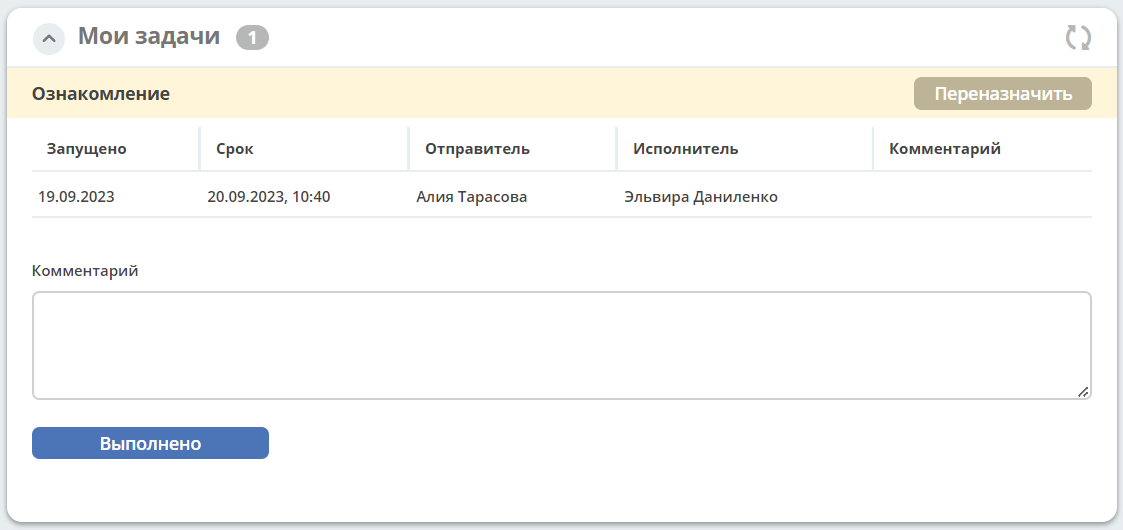 Мои задачи 1
Ознакомление Переназначить
Запущено Срок Отправитель Исполнитель Комментарий
19.09.2023 20.09.2023, 10:40 Алия Тарасова Эльвира Даниленко
Комментарий
Выполнено